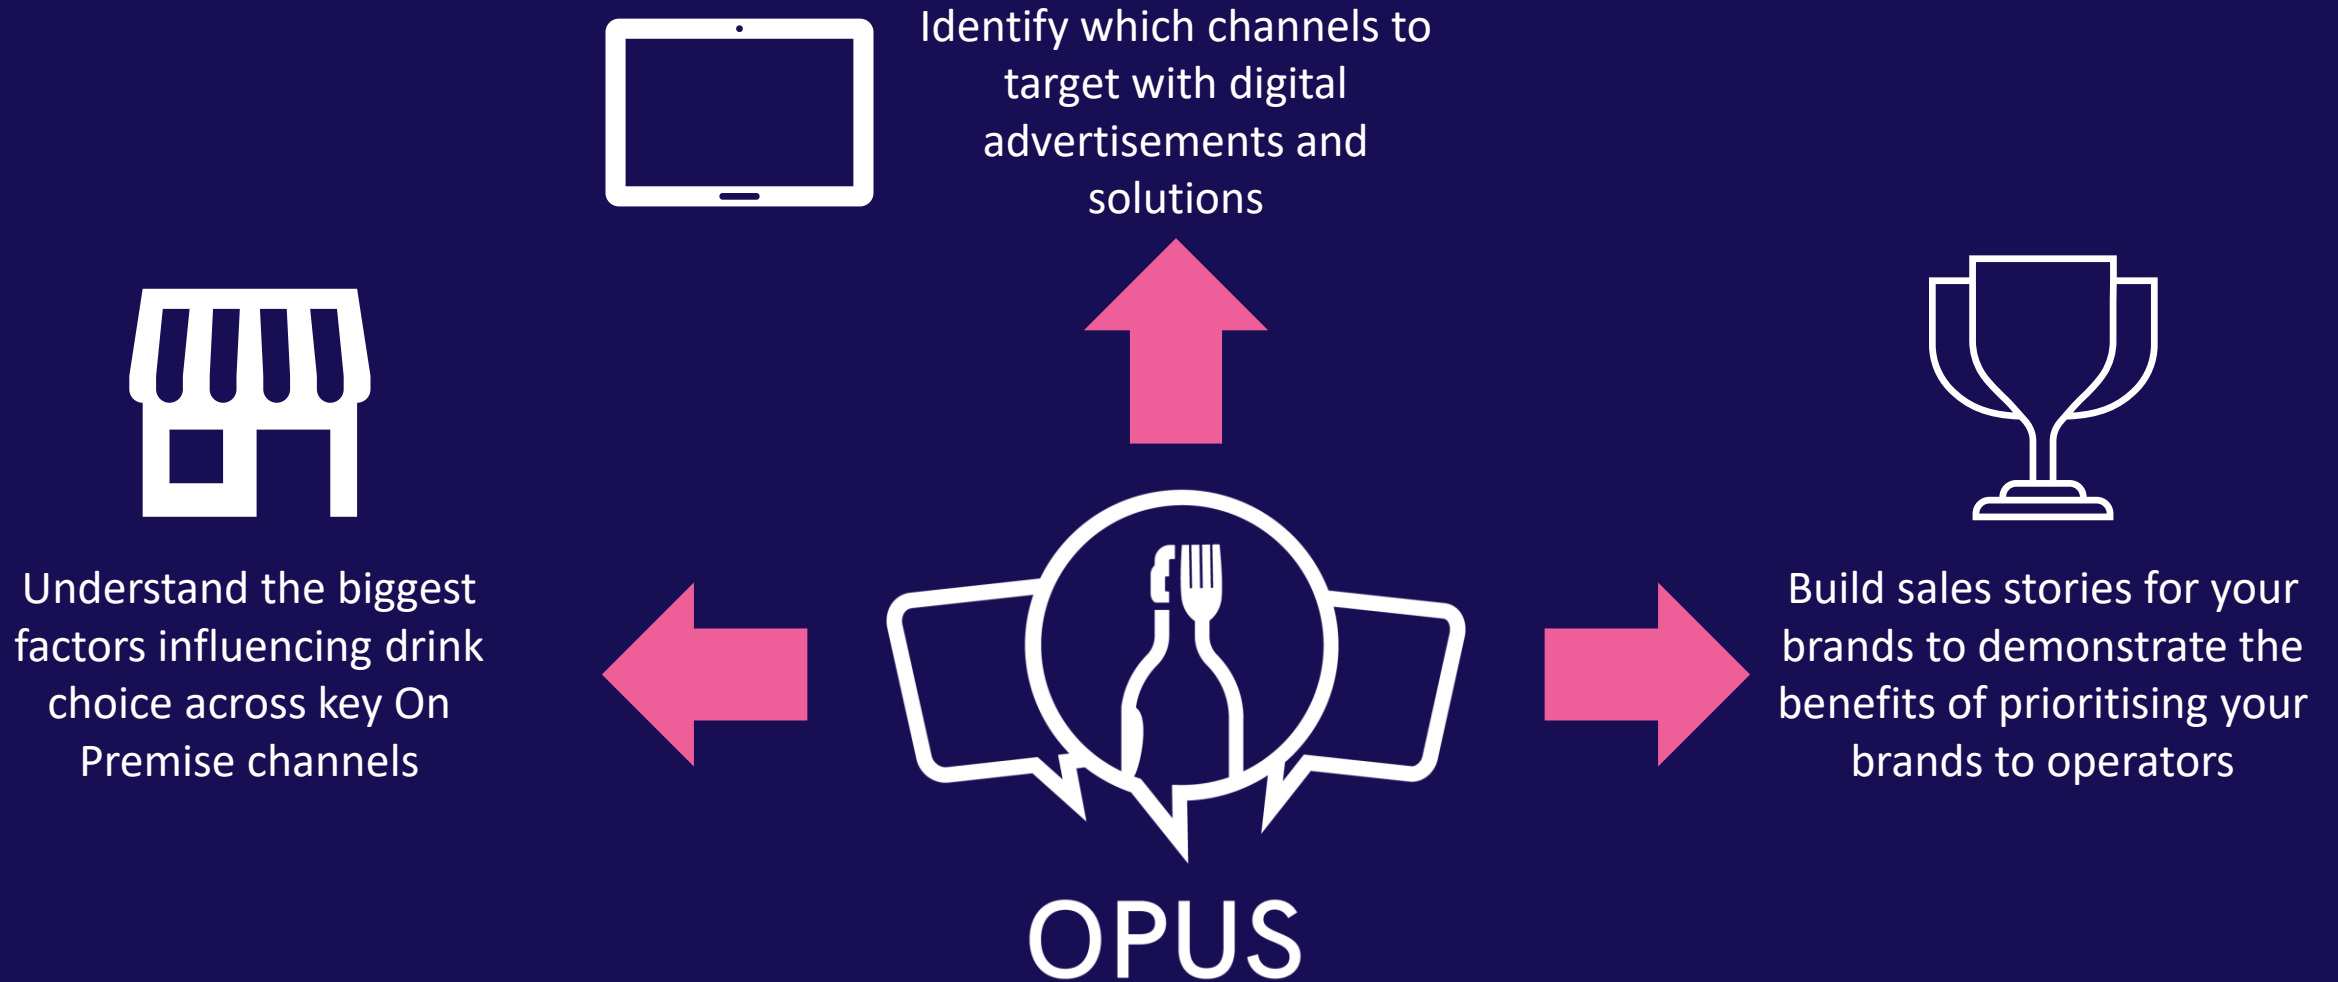 Identify which channels to
target with digital
advertisements and
solutions
Understand the biggest
factors influencing drink
choice across key On
Premise channels
Build sales stories for your
brands to demonstrate the
benefits of prioritising your
brands to operators
OPUS